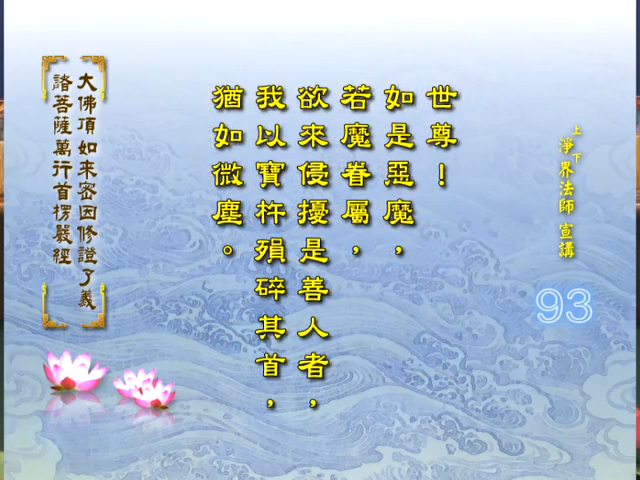 上淨下界法師 宣講
93
世尊！
如是惡魔，
若魔眷屬，
欲來侵擾是善人者，
我以寶杵殞碎其首，
猶如微塵。
大佛頂如來密因修證了義
諸菩薩萬行首楞嚴經